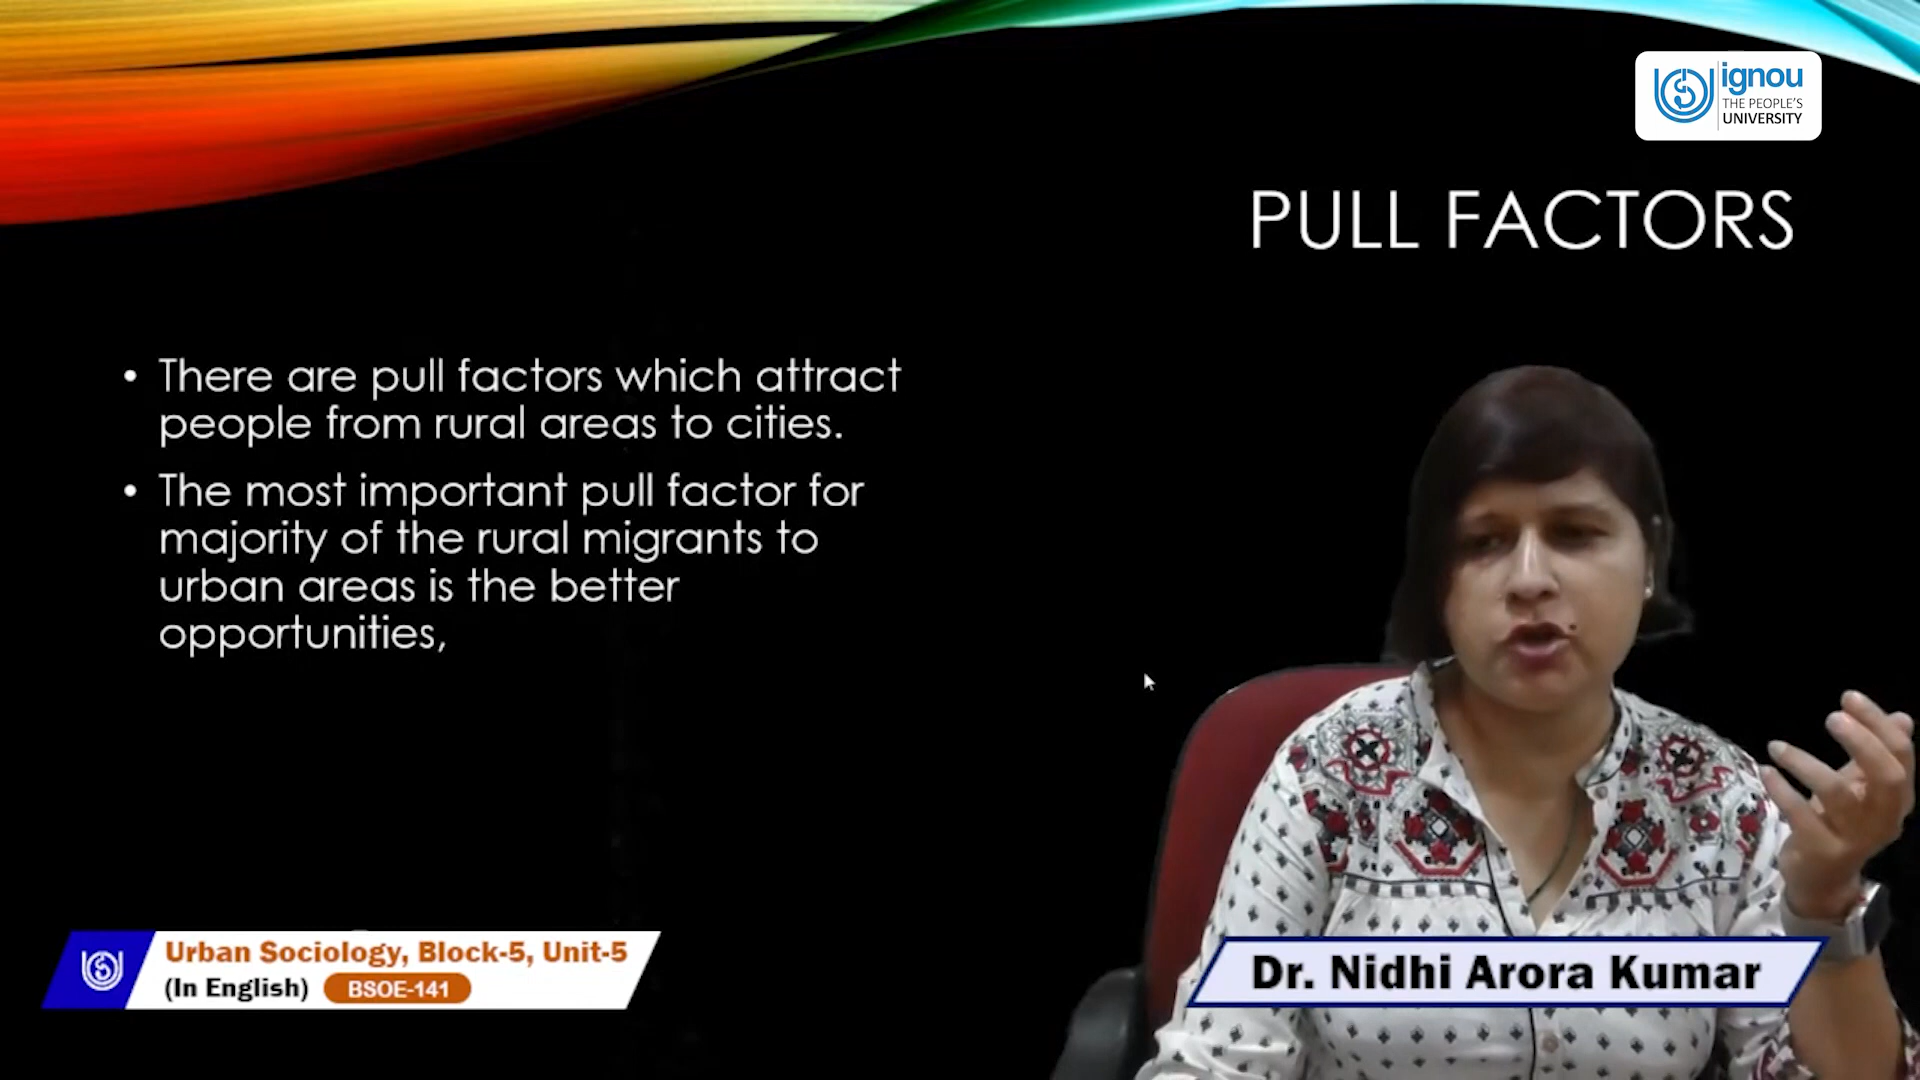 ignou
THE PEOPLE'S
UNIVERSITY
PULL FACTORS
• There are pull factors which attract
people from rural areas to cities.
• The most important pull factor for
majority of the rural migrants to
urban areas is the better
opportunities,
Urban Sociology, Block-5, Unit-5
(In English) BSOE-141
Dr. Nidhi Arora Kumar